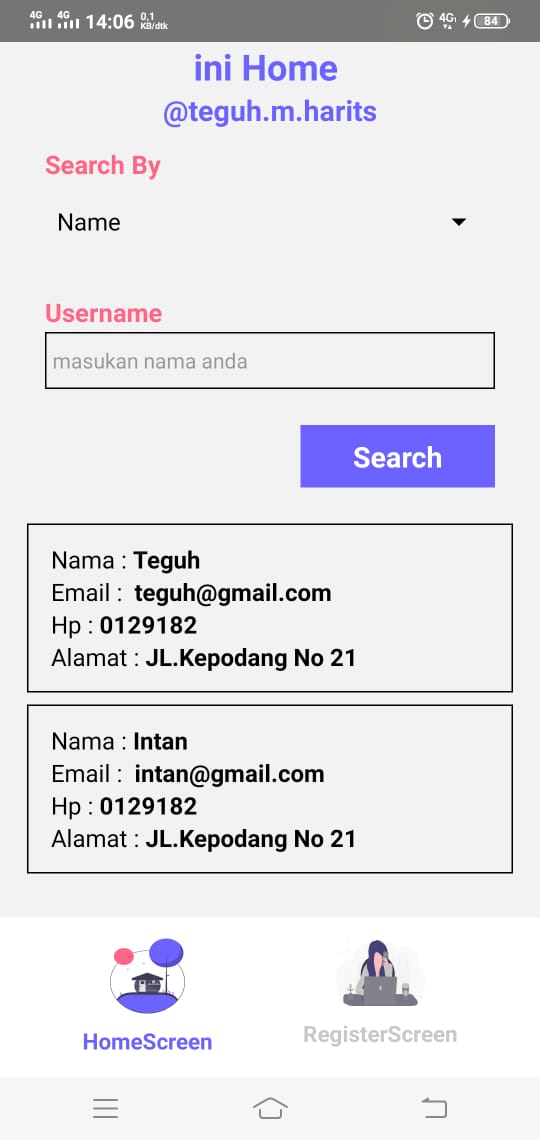 4G 4G 14:06 0,1 KB/dtk 4G 84
ini Home
@teguh.m.harits
Search By
Name
Username
masukan nama anda
Search
Nama : Teguh
Email :  teguh@gmail.com
Hp : 0129182
Alamat : JL.Kepodang No 21
Nama : Intan
Email :  intan@gmail.com
Hp : 0129182
Alamat : JL.Kepodang No 21
HomeScreen
RegisterScreen